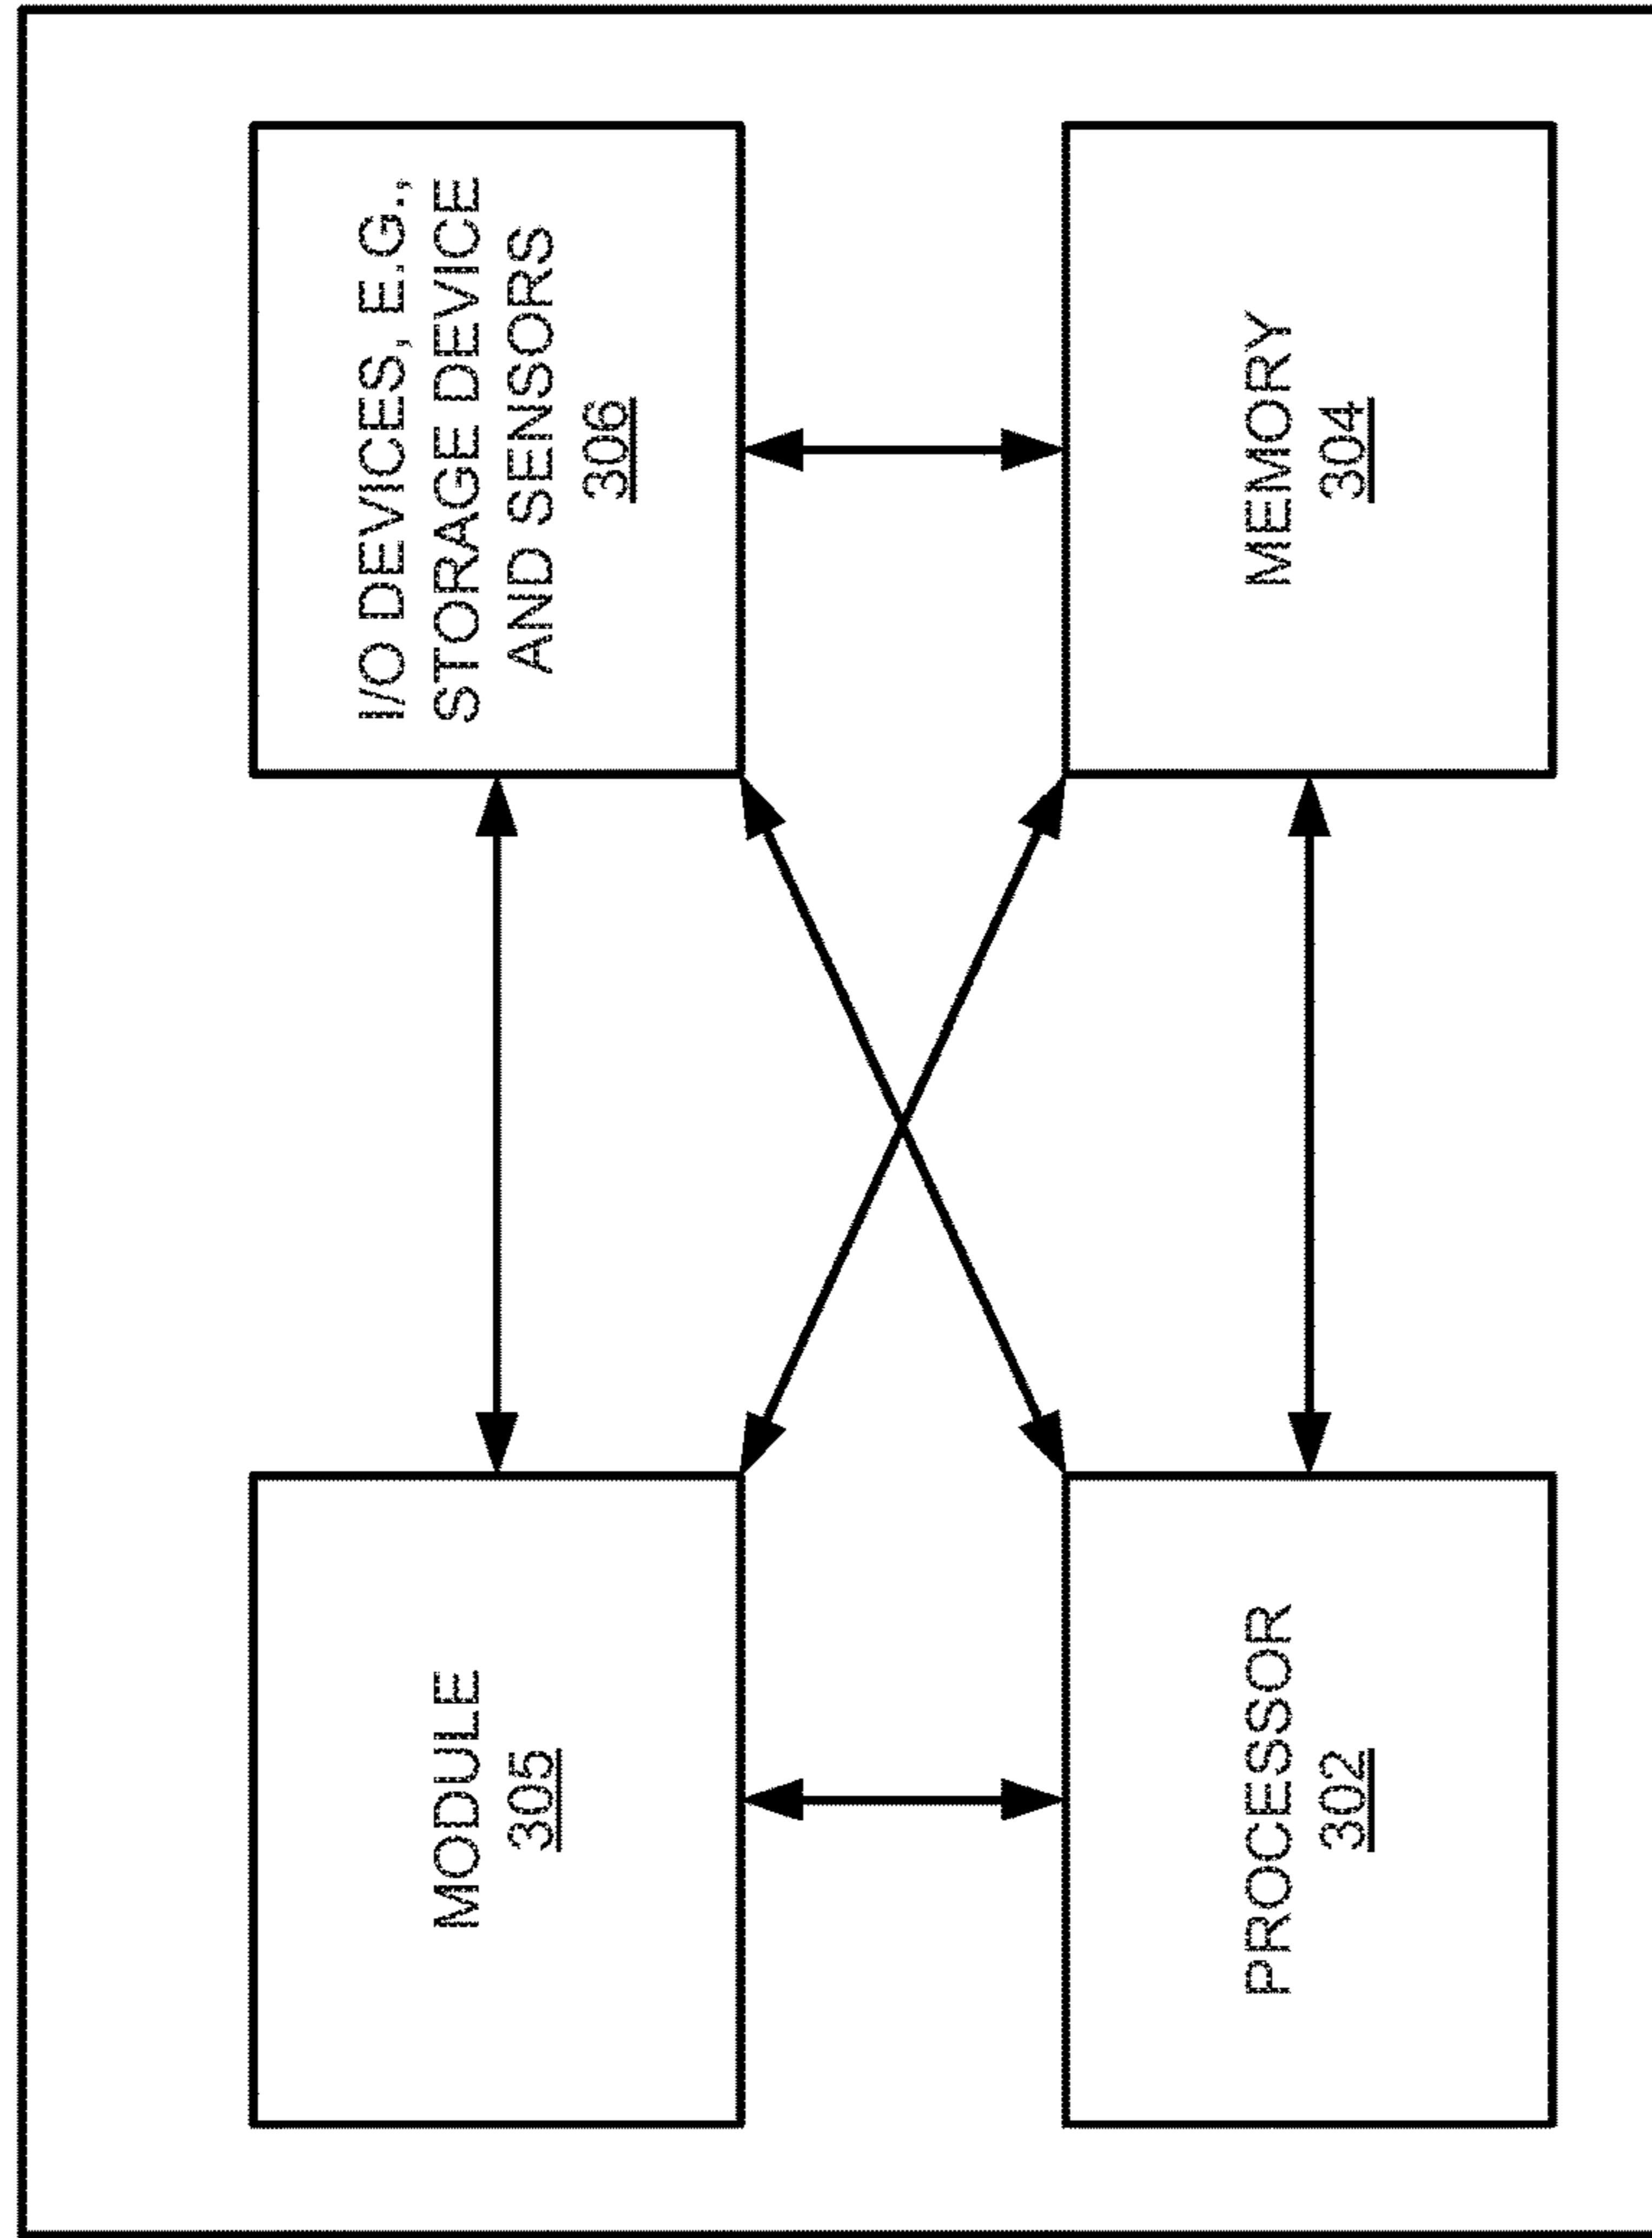 MODULE
305
I/O DEVICES, E.G.,
STORAGE DEVICE
AND SENSORS
306
PROCESSOR
302
MEMORY
304